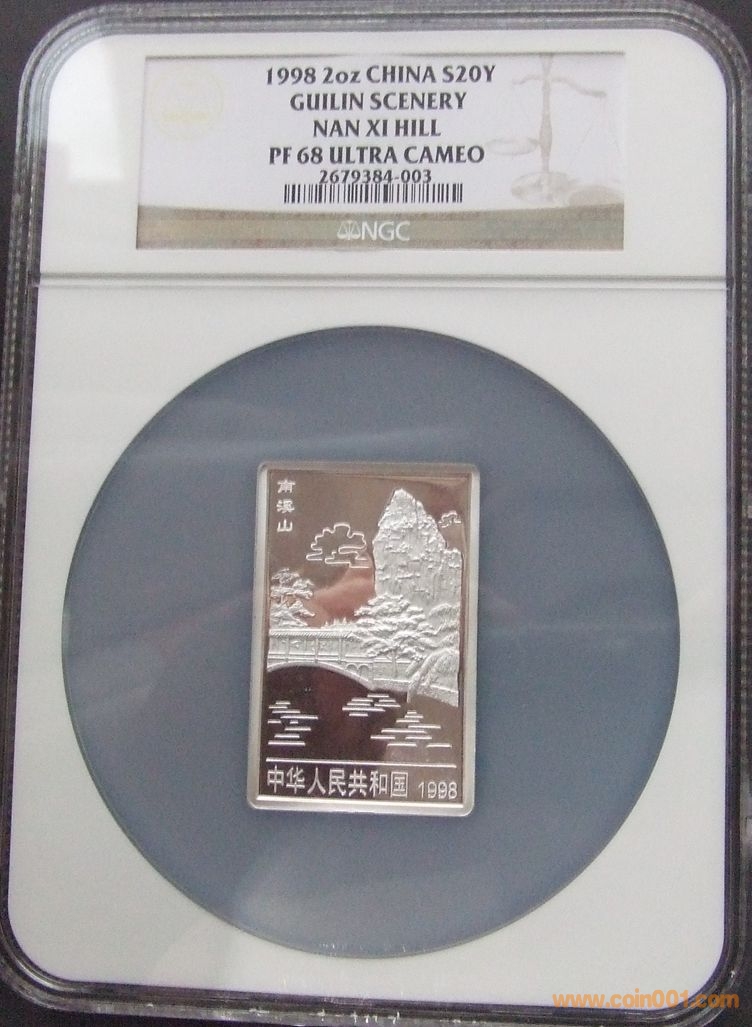 1998 2oz CHINA S20Y
GUILIN SCENERY
NAN XI HILL
PF 68 ULTRA CAMEO
2679384-003
NGC
南溪山
中华人民共和国 1998
www.coin001.com